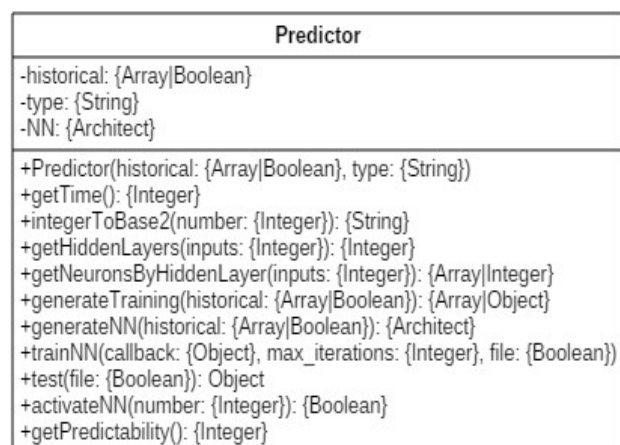 Predictor
-historical: {Array|Boolean}
-type: {String}
-NN: {Architect}
+Predictor(historical: {Array|Boolean}, type: {String})
+getTime(): {Integer}
+integerToBase2(number: {Integer}): {String}
+getHiddenLayers(inputs: {Integer}): {Integer}
+getNeuronsByHiddenLayer(inputs: {Integer}): {Array|Integer}
+generateTraining(historical: {Array|Boolean}): {Array|Object}
+generateNN(historical: {Array|Boolean}): {Architect}
+trainNN(callback: {Object}, max_iterations: {Integer}, file: {Boolean})
+test(file: {Boolean}): Object
+activateNN(number: {Integer}): {Boolean}
+getPredictability(): {Integer}